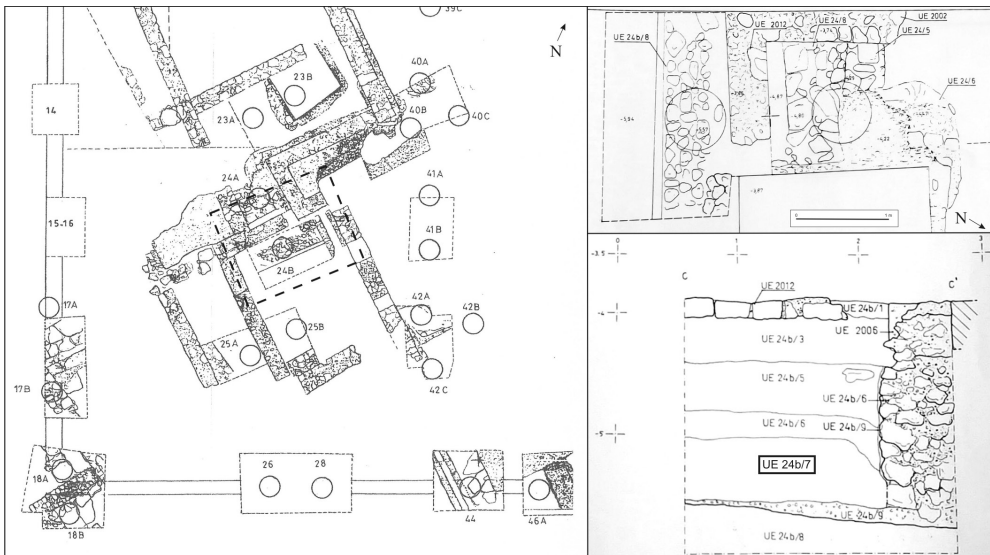 39C
N
40A
23B
14
23A
40B
40C
24A
41A
15-16
41B
24B
17A
42A
42B
25B
25A
17B
42C
26
28
18A
44
46A
18B
UE 24b/8
UE 2012
UE 24/8
UE 2002
UE 24/5
UE 24/6
0
1m
N
0
1
2
3
-3.5
C
C'
UE 2012
-4
UE 24b/1
UE 2006
UE 24b/3
UE 24b/5
UE 24b/6
UE 24b/6
UE 24b/9
-5
UE 24b/7
UE 24b/9
UE 24b/8